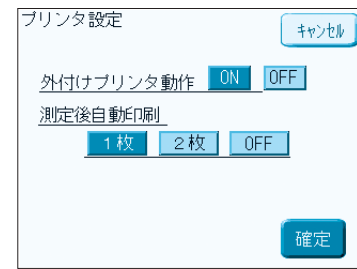 プリンタ設定
キャンセル
外付けプリンタ動作 ON OFF
測定後自動印刷
1枚 2枚 OFF
確定